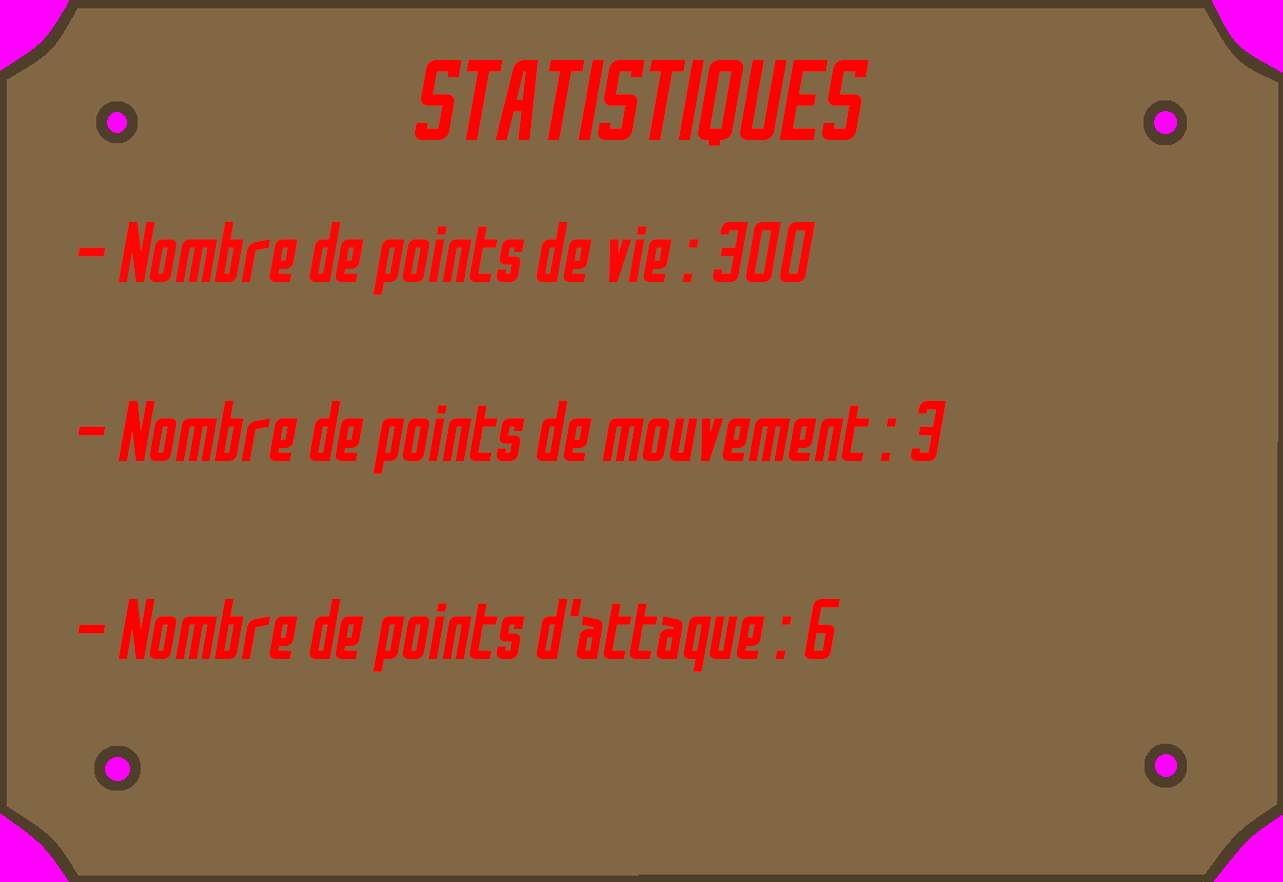 STATISTIQUES
- Nombre de points de vie : 300
- Nombre de points de mouvement : 3
- Nombre de points d'attaque : 6